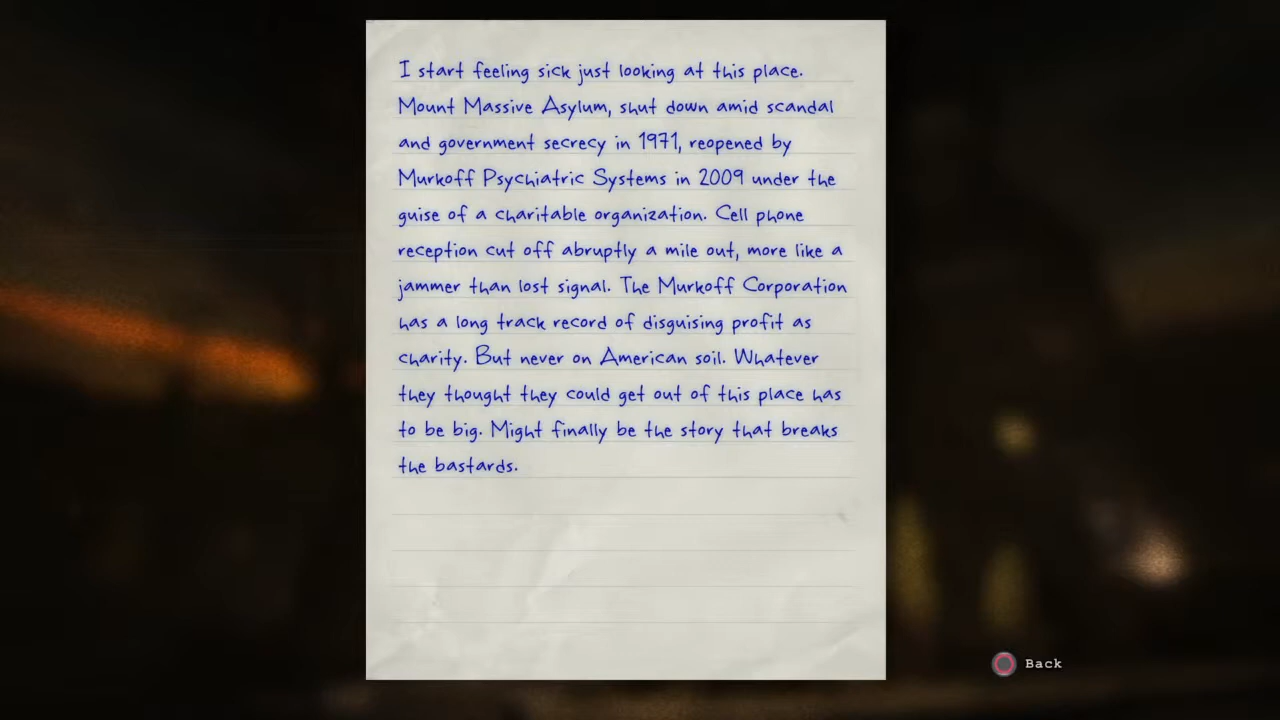 I start feeling sick just looking at this place.
Mount Massive Asylum, shut down amid scandal
and government secrecy in 1971, reopened by
Murkoff Psychiatric Systems in 2009 under the
guise of a charitable organization. Cell phone
reception cut off abruptly a mile out, more like a
jammer than lost signal. The Murkoff Corporation
has a long track record of disguising profit as
charity. But never on American soil. Whatever
they thought they could get out of this place has
to be big. Might finally be the story that breaks
the bastards.
Back